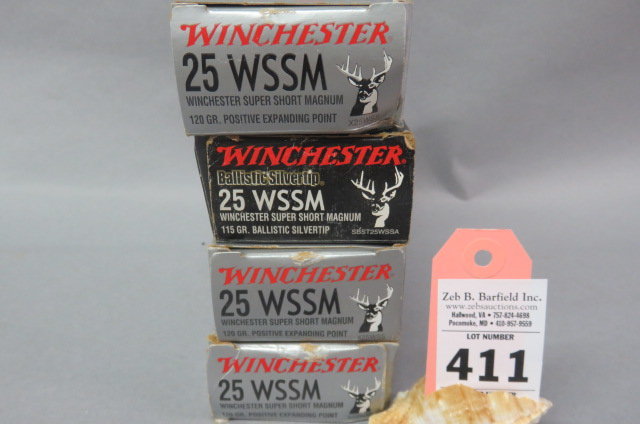 WINCHESTER
25 WSSM
WINCHESTER SUPER SHORT MAGNUM
120 GR. POSITIVE EXPANDING POINT
WINCHESTER
Ballistic Silvertip
25 WSSM
WINCHESTER SUPER SHORT MAGNUM
115 GR. BALLISTIC SILVERTIP
SBST25WSSA
WINCHESTER
25 WSSM
WINCHESTER SUPER SHORT MAGNUM
120 GR. POSITIVE EXPANDING POINT
WINCHESTER
25 WSSM
WINCHESTER SUPER SHORT MAGNUM
120 GR. POSITIVE EXPANDING POINT
Zeb B. Barfield Inc.
www.zebsauctions.com
Hallwood, VA • 757-824-4698
Pocomoke, MD • 410-957-9559
LOT NUMBER
411